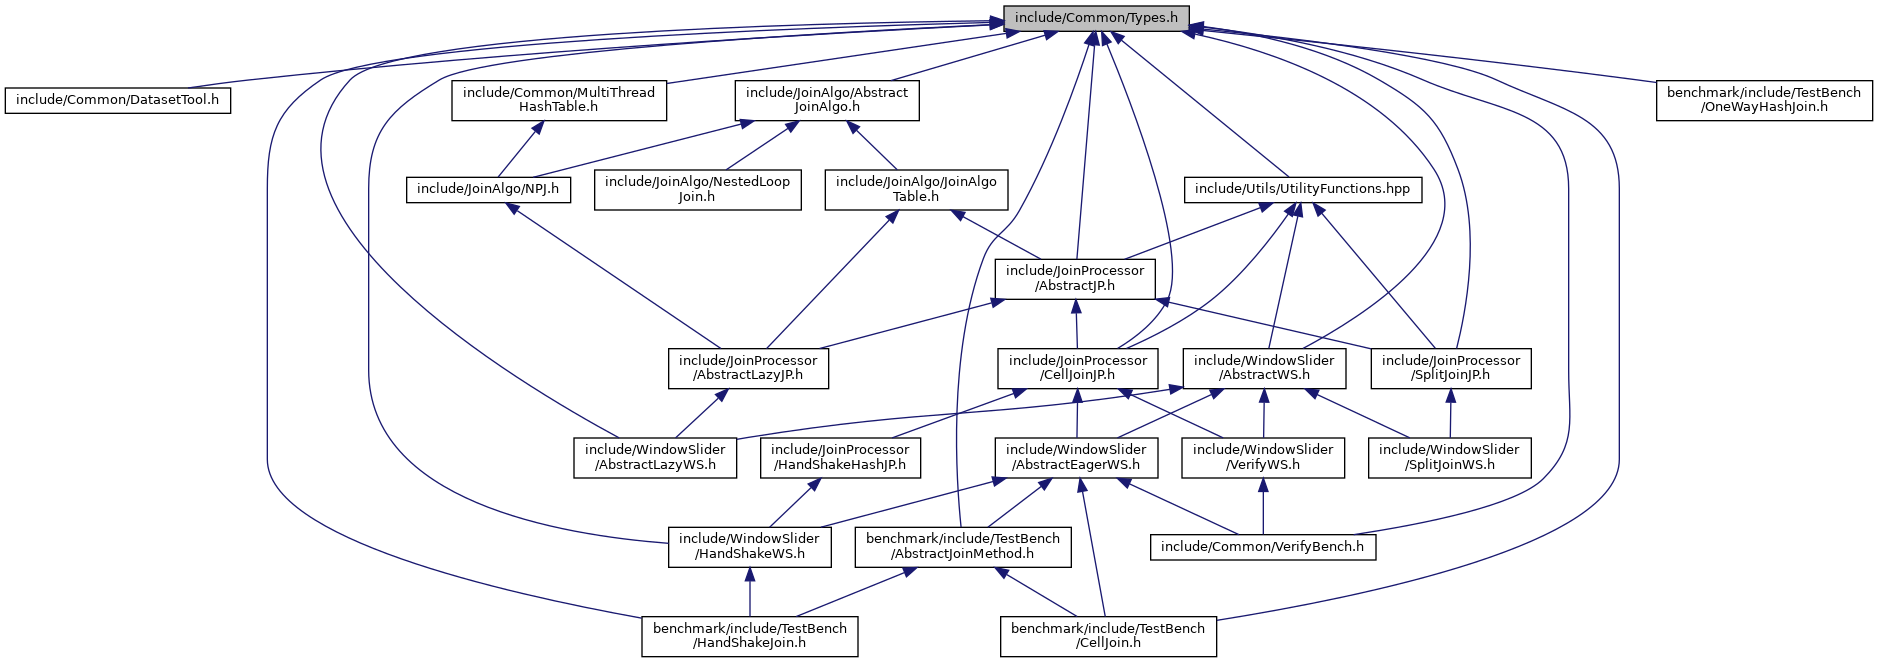 include/Common/Types.h
include/Common/DatasetTool.h
include/Common/MultiThread
HashTable.h
include/JoinAlgo/Abstract
JoinAlgo.h
benchmark/include/TestBench
/OneWayHashJoin.h
include/JoinAlgo/NPJ.h
include/JoinAlgo/NestedLoop
Join.h
include/JoinAlgo/JoinAlgo
Table.h
include/Utils/UtilityFunctions.hpp
include/JoinProcessor
/AbstractJP.h
include/JoinProcessor
/AbstractLazyJP.h
include/JoinProcessor
/CellJoinJP.h
include/WindowSlider
/AbstractWS.h
include/JoinProcessor
/SplitJoinJP.h
include/WindowSlider
/AbstractLazyWS.h
include/JoinProcessor
/HandShakeHashJP.h
include/WindowSlider
/AbstractEagerWS.h
include/WindowSlider
/VerifyWS.h
include/WindowSlider
/SplitJoinWS.h
include/WindowSlider
/HandShakeWS.h
benchmark/include/TestBench
/AbstractJoinMethod.h
include/Common/VerifyBench.h
benchmark/include/TestBench
/HandShakeJoin.h
benchmark/include/TestBench
/CellJoin.h